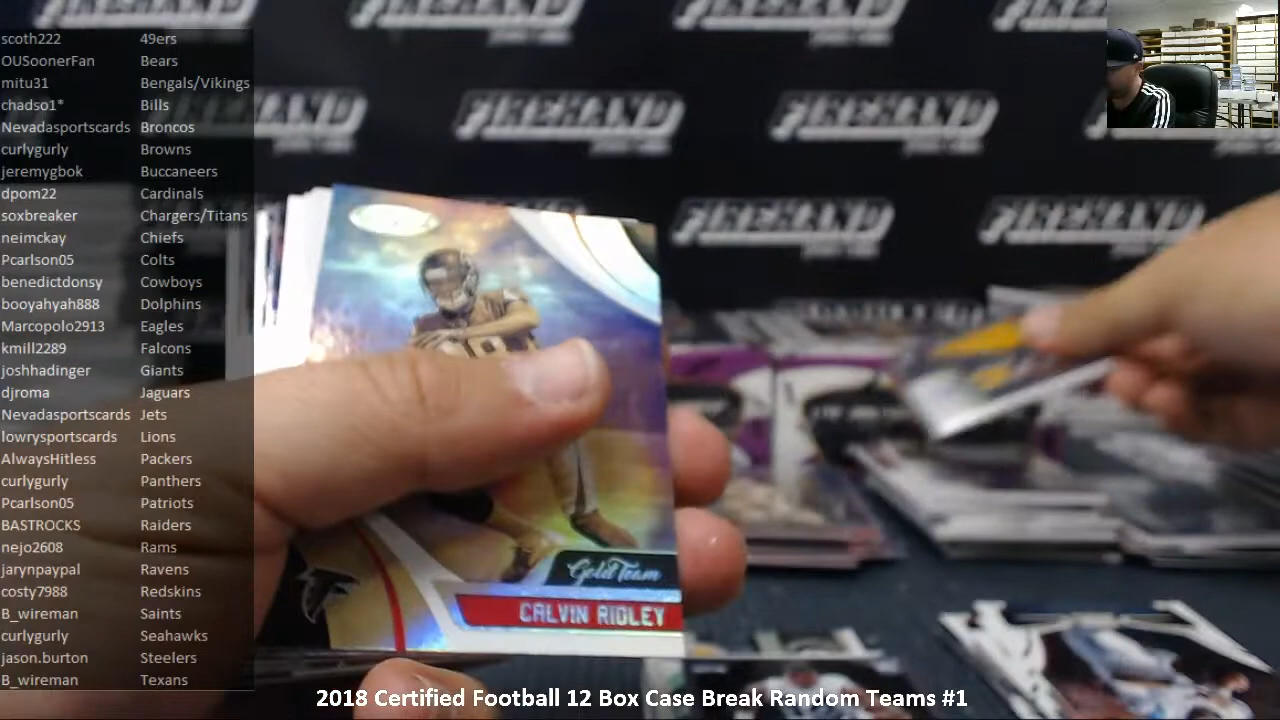 scoth222 49ers
OUSoonerFan Bears
mitu31 Bengals/Vikings
chadso1* Bills
Nevadasportscards Broncos
curlygurly Browns
jeremygbok Buccaneers
dpom22 Cardinals
soxbreaker Chargers/Titans
neimckay Chiefs
Pcarlson05 Colts
benedictdonsy Cowboys
booyahyah888 Dolphins
Marcopolo2913 Eagles
kmill2289 Falcons
joshhadinger Giants
djroma Jaguars
Nevadasportscards Jets
lowrysportscards Lions
AlwaysHitless Packers
curlygurly Panthers
Pcarlson05 Patriots
BASTROCKS Raiders
nejo2608 Rams
jarynpaypal Ravens
costy7988 Redskins
B_wireman Saints
curlygurly Seahawks
jason.burton Steelers
B_wireman Texans
FIREHAND FIREHAND FIREHAND
FIREHAND FIREHAND
Gold Team
CALVIN RIDLEY
2018 Certified Football 12 Box Case Break Random Teams #1